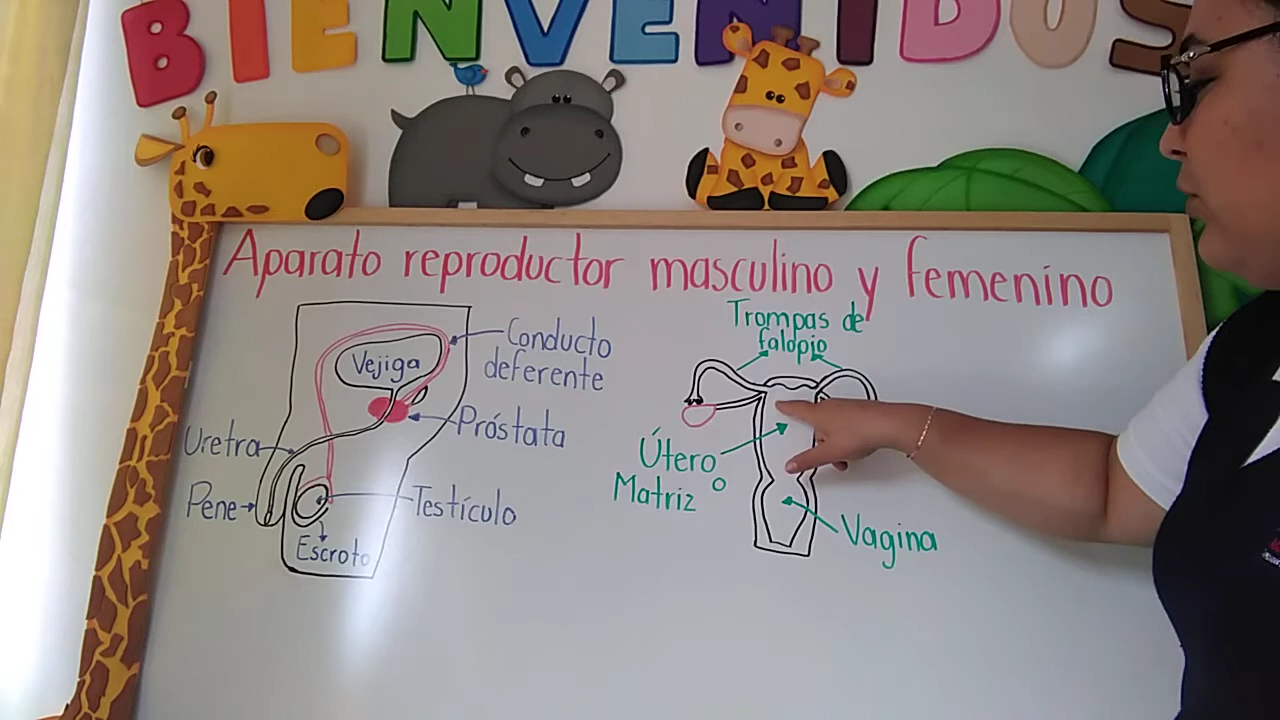 BIENVENIDOS
Aparato reproductor masculino y femenino
Vejiga
Conducto
deferente
Próstata
Uretra
Pene
Testículo
Escroto
Trompas de
falopio
Útero
o
Matriz
Vagina